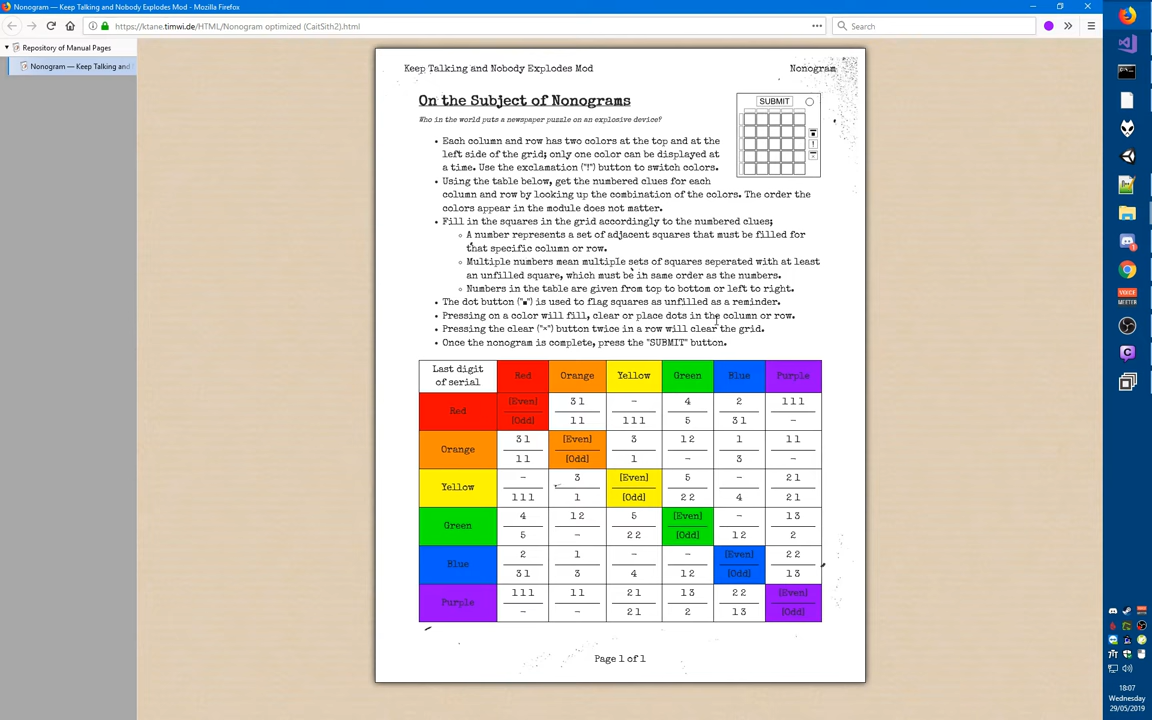 Nonogram — Keep Talking and Nobody Explodes Mod - Mozilla Firefox
https://ktane.timwi.de/HTML/Nonogram optimized (CaitSith2).html
Search
Repository of Manual Pages
Nonogram — Keep Talking and
Keep Talking and Nobody Explodes Mod
Nonogram
On the Subject of Nonograms
SUBMIT
Who in the world puts a newspaper puzzle on an explosive device?
• Each column and row has two colors at the top and at the
left side of the grid; only one color can be displayed at
a time. Use the exclamation ("!") button to switch colors.
• Using the table below, get the numbered clues for each
column and row by looking up the combination of the colors. The order the
colors appear in the module does not matter.
• Fill in the squares in the grid accordingly to the numbered clues;
A number represents a set of adjacent squares that must be filled for
that specific column or row.
Multiple numbers mean multiple sets of squares seperated with at least
an unfilled square, which must be in same order as the numbers.
Numbers in the table are given from top to bottom or left to right.
• The dot button ("■") is used to flag squares as unfilled as a reminder.
• Pressing on a color will fill, clear or place dots in the column or row.
• Pressing the clear ("×") button twice in a row will clear the grid.
• Once the nonogram is complete, press the "SUBMIT" button.
Last digit
of serial
Red Orange Yellow Green Blue Purple
Red
[Even] 3 1 - 4 2 1 1 1
[Odd] 1 1 1 1 1 5 3 1 -
Orange
3 1 [Even] 3 1 2 1 1 1
1 1 [Odd] 1 - 3 -
Yellow
- 3 [Even] 5 - 2 1
1 1 1 1 [Odd] 2 2 4 2 1
Green
4 1 2 5 [Even] - 1 3
5 - 2 2 [Odd] 1 2 2
Blue
2 1 - - [Even] 2 2
3 1 3 4 1 2 [Odd] 1 3
Purple
1 1 1 1 1 2 1 1 3 2 2 [Even]
- - 2 1 2 1 3 [Odd]
Page 1 of 1
VOICE
MEETER
18:07
Wednesday
29/05/2019